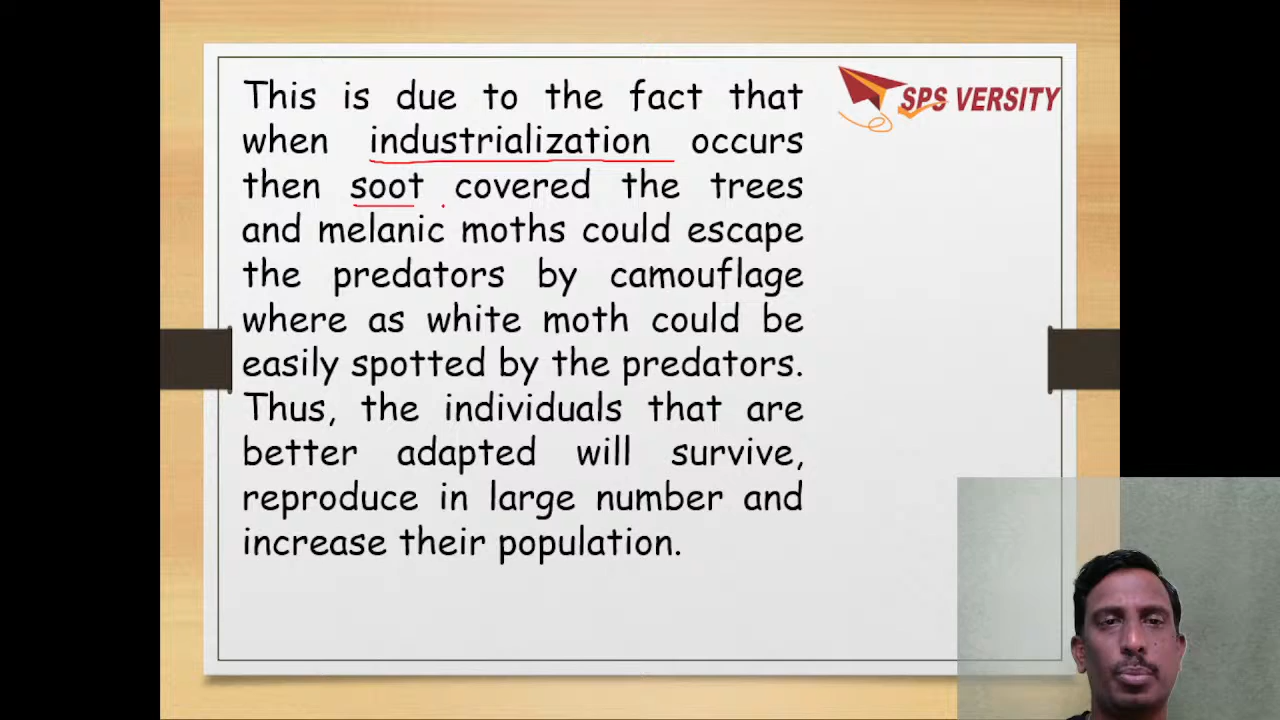 This is due to the fact that
when industrialization occurs
then soot covered the trees
and melanic moths could escape
the predators by camouflage
where as white moth could be
easily spotted by the predators.
Thus, the individuals that are
better adapted will survive,
reproduce in large number and
increase their population.
SPS VERSITY